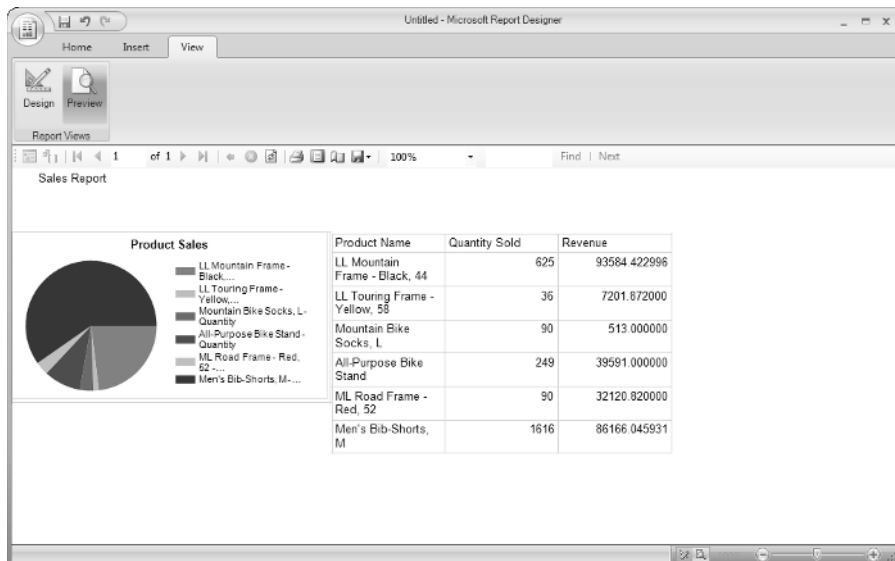 Untitled - Microsoft Report Designer
Home Insert View
Design Preview
Report Views
1 of 1 100% Find | Next
Sales Report
Product Sales
LL Mountain Frame -
Black,...
LL Touring Frame -
Yellow,...
Mountain Bike Socks, L-
Quantity
All-Purpose Bike Stand-
Quantity
ML Road Frame - Red,
52 -...
Men's Bib-Shorts, M-...
Product Name Quantity Sold Revenue
LL Mountain
Frame - Black, 44 625 93584.422996
LL Touring Frame -
Yellow, 58 36 7201.872000
Mountain Bike
Socks, L 90 513.000000
All-Purpose Bike
Stand 249 39591.000000
ML Road Frame -
Red, 52 90 32120.820000
Men's Bib-Shorts,
M 1616 86166.045931